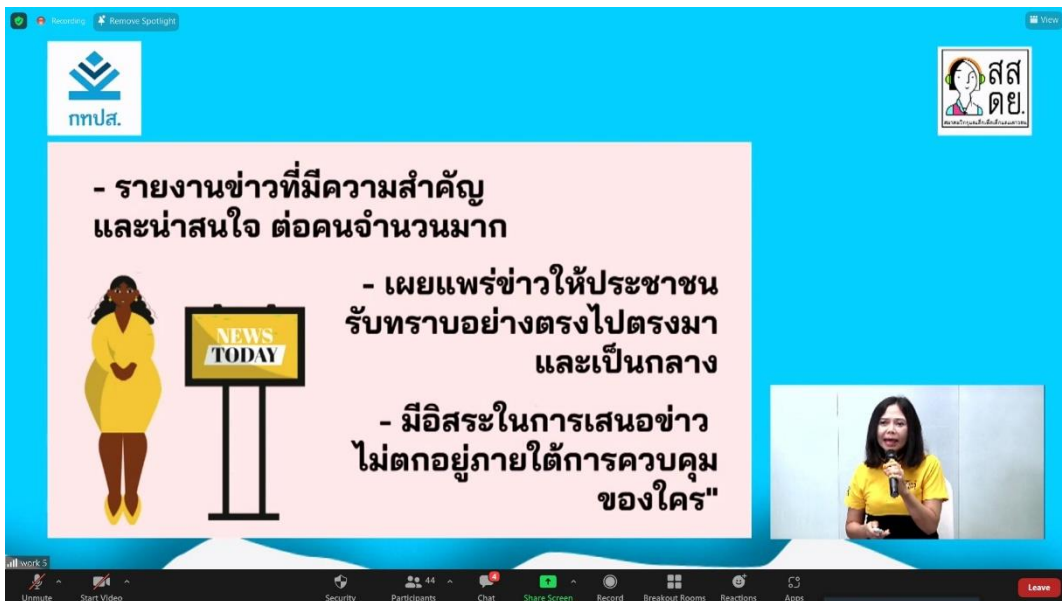 Recording
Remove Spotlight
View
กทปส.
สส
ดย.
- รายงานข่าวที่มีความสำคัญ
และน่าสนใจ ต่อคนจำนวนมาก
- เผยแพร่ข่าวให้ประชาชน
รับทราบอย่างตรงไปตรงมา
และเป็นกลาง
NEWS
TODAY
- มีอิสระในการเสนอข่าว
ไม่ตกอยู่ภายใต้การควบคุม
ของใคร"
work 5
Unmute
Start Video
Security
Participants
44
Chat
4
Share Screen
Record
Breakout Rooms
Reactions
Apps
Leave